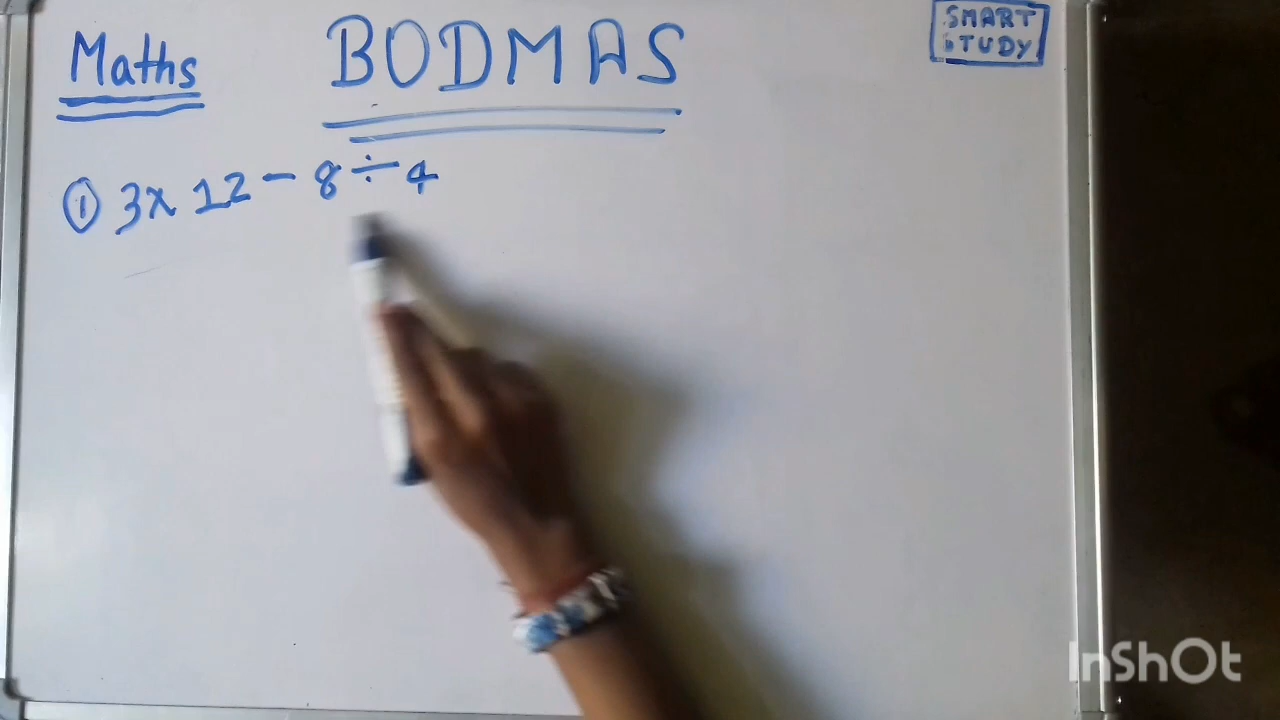 Maths
BODMAS
SMART
STUDY
① 3x 12 - 8 ÷ 4
InShOt